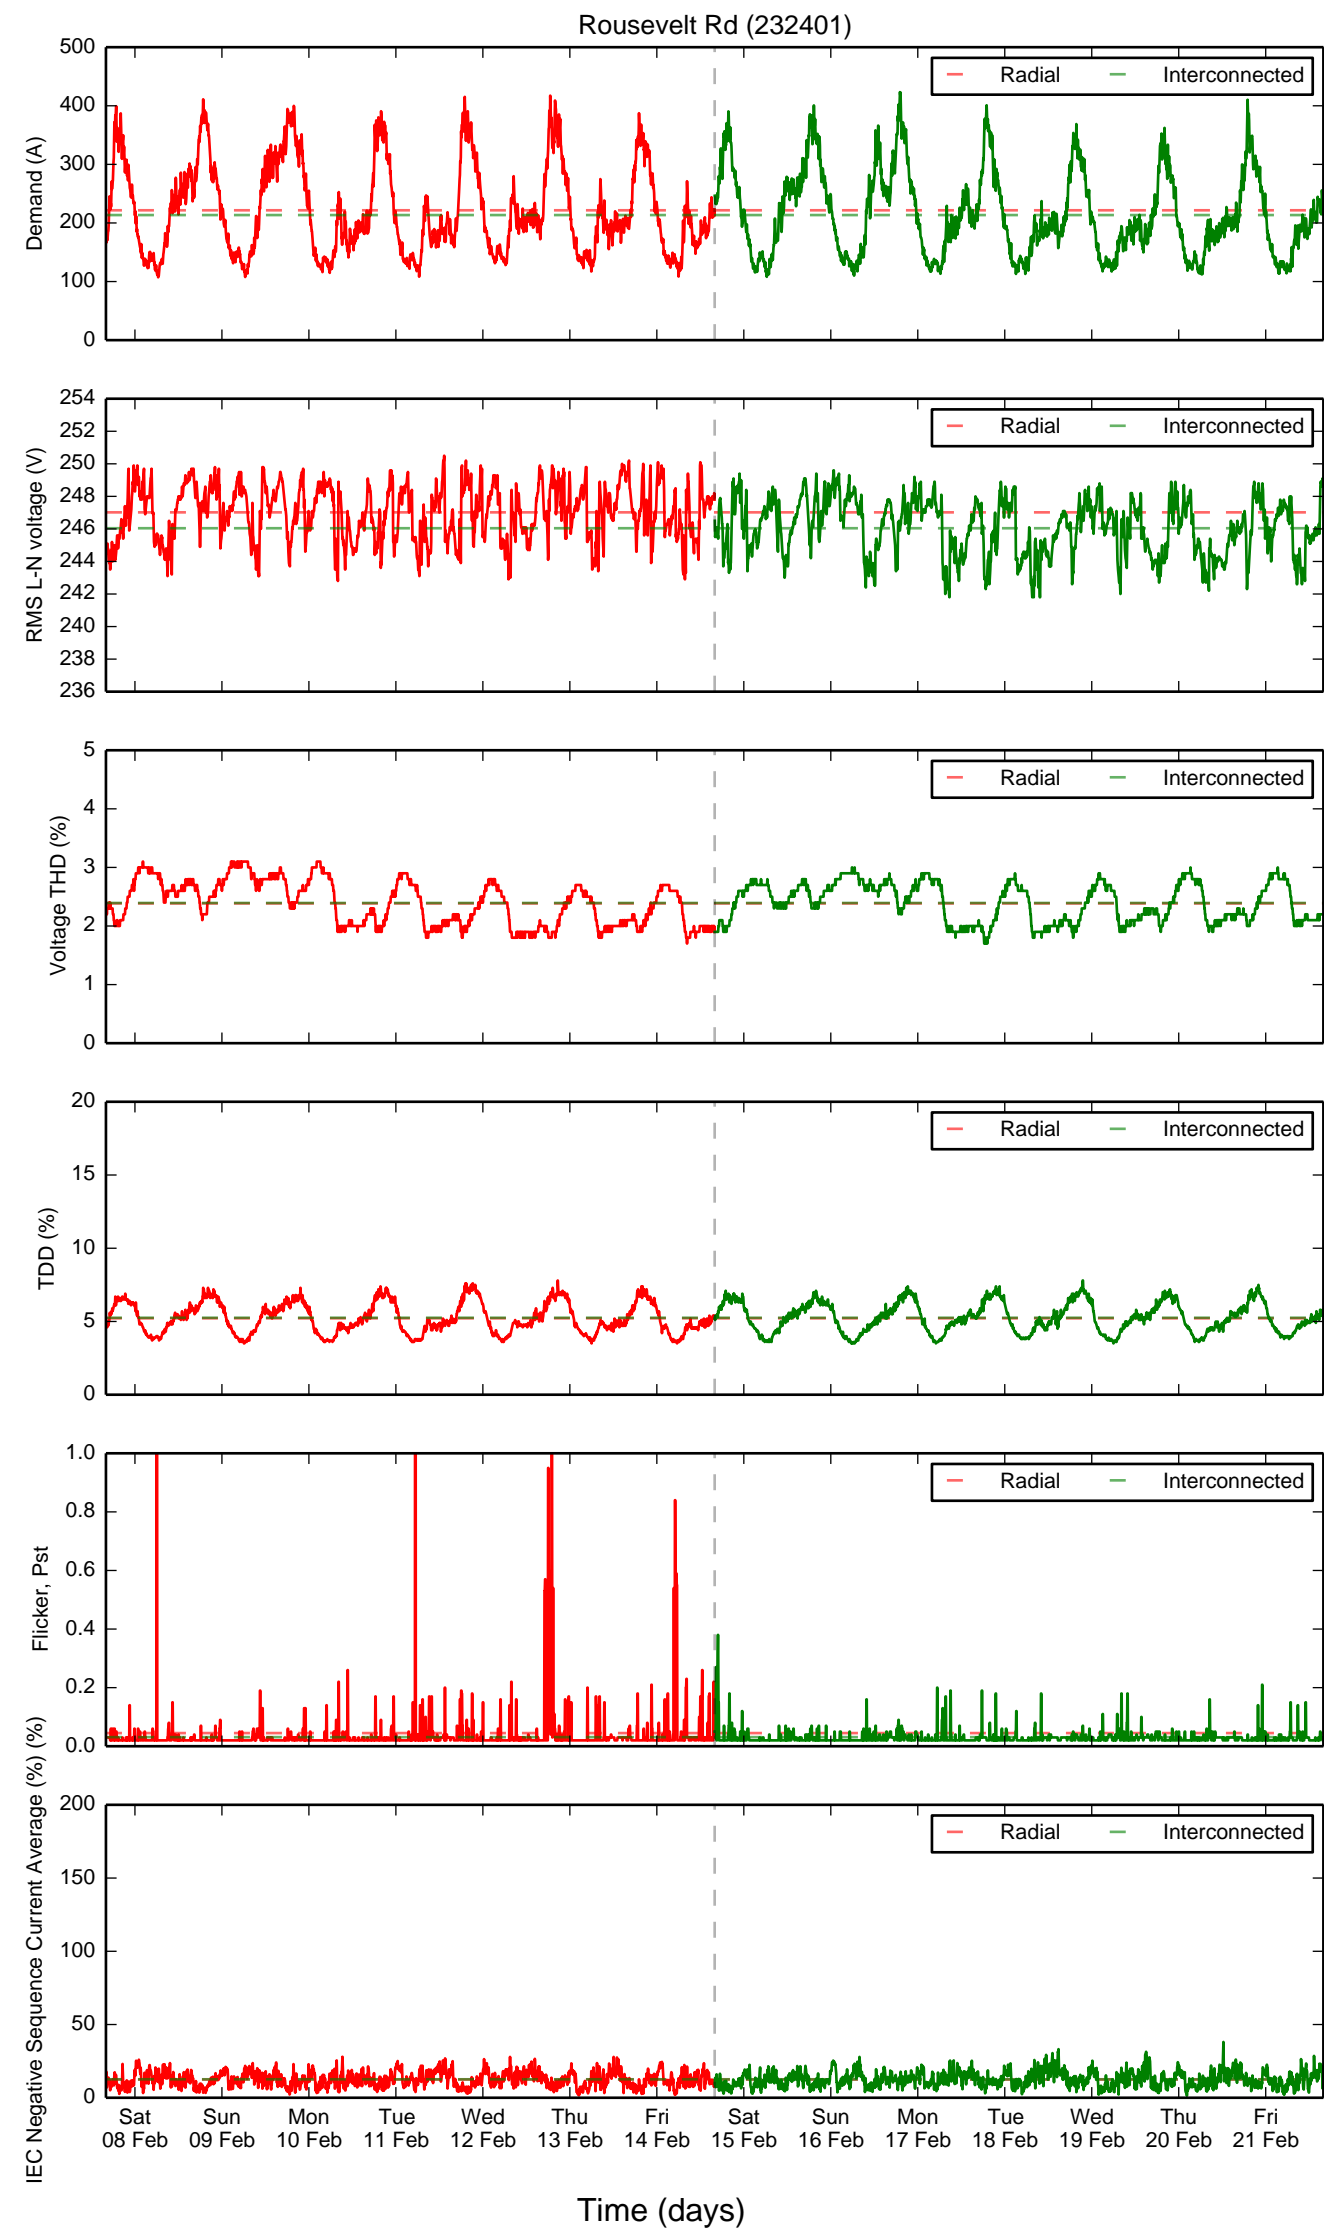 Rousevelt Rd (232401)
500
400
300
200
100
0
Demand (A)
Radial Interconnected
254
252
250
248
246
244
242
240
238
236
RMS L-N voltage (V)
Radial Interconnected
5
4
3
2
1
0
Voltage THD (%)
Radial Interconnected
20
15
10
5
0
TDD (%)
Radial Interconnected
1.0
0.8
0.6
0.4
0.2
0.0
Flicker, Pst
Radial Interconnected
200
150
100
50
0
IEC Negative Sequence Current Average (%) (%)
Radial Interconnected
Sat Sun Mon Tue Wed Thu Fri Sat Sun Mon Tue Wed Thu Fri
08 Feb 09 Feb 10 Feb 11 Feb 12 Feb 13 Feb 14 Feb 15 Feb 16 Feb 17 Feb 18 Feb 19 Feb 20 Feb 21 Feb
Time (days)